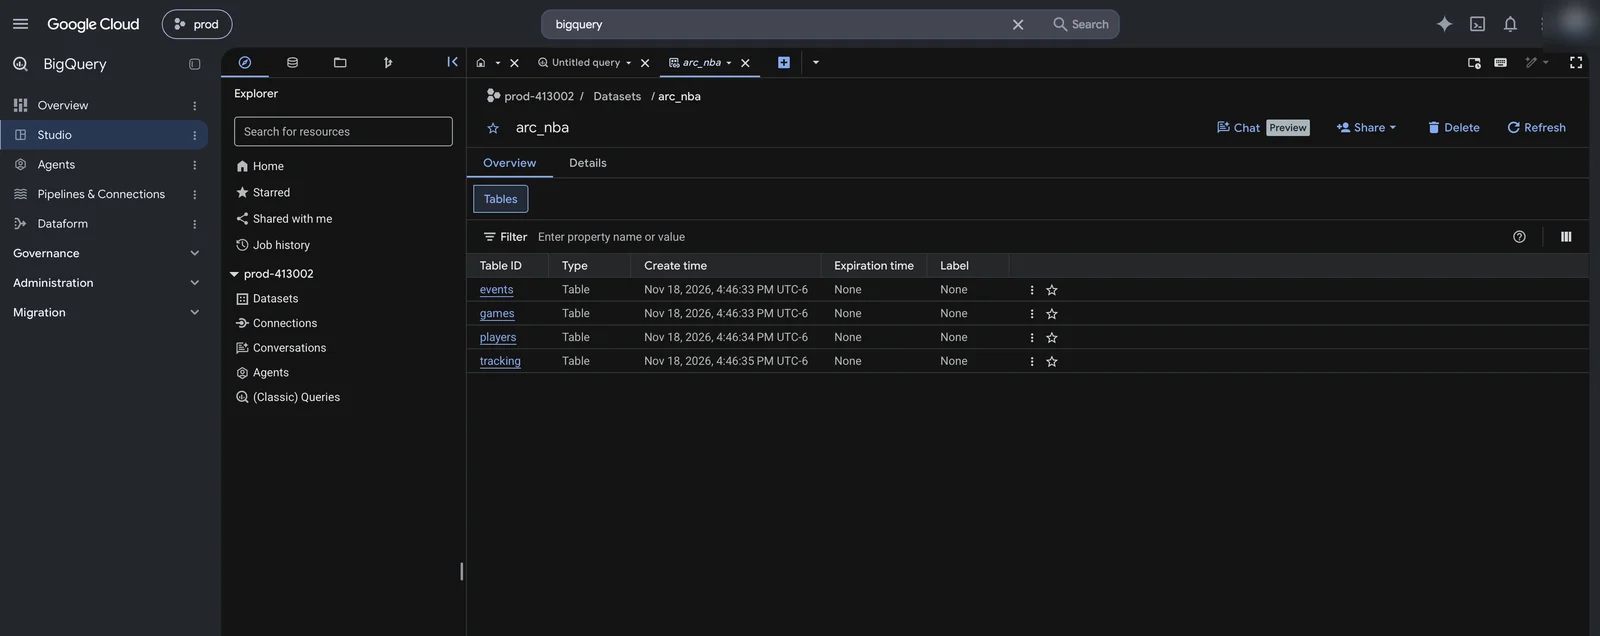 Google Cloud
prod
bigquery
Search
BigQuery
Overview
Studio
Agents
Pipelines & Connections
Dataform
Governance
Administration
Migration
Explorer
Search for resources
Home
Starred
Shared with me
Job history
prod-413002
Datasets
Connections
Conversations
Agents
(Classic) Queries
Untitled query
arc_nba
prod-413002 / Datasets / arc_nba
arc_nba
Chat Preview Share Delete Refresh
Overview Details
Tables
Filter Enter property name or value
Table ID Type Create time Expiration time Label
events Table Nov 18, 2026, 4:46:33 PM UTC-6 None None
games Table Nov 18, 2026, 4:46:33 PM UTC-6 None None
players Table Nov 18, 2026, 4:46:34 PM UTC-6 None None
tracking Table Nov 18, 2026, 4:46:35 PM UTC-6 None None